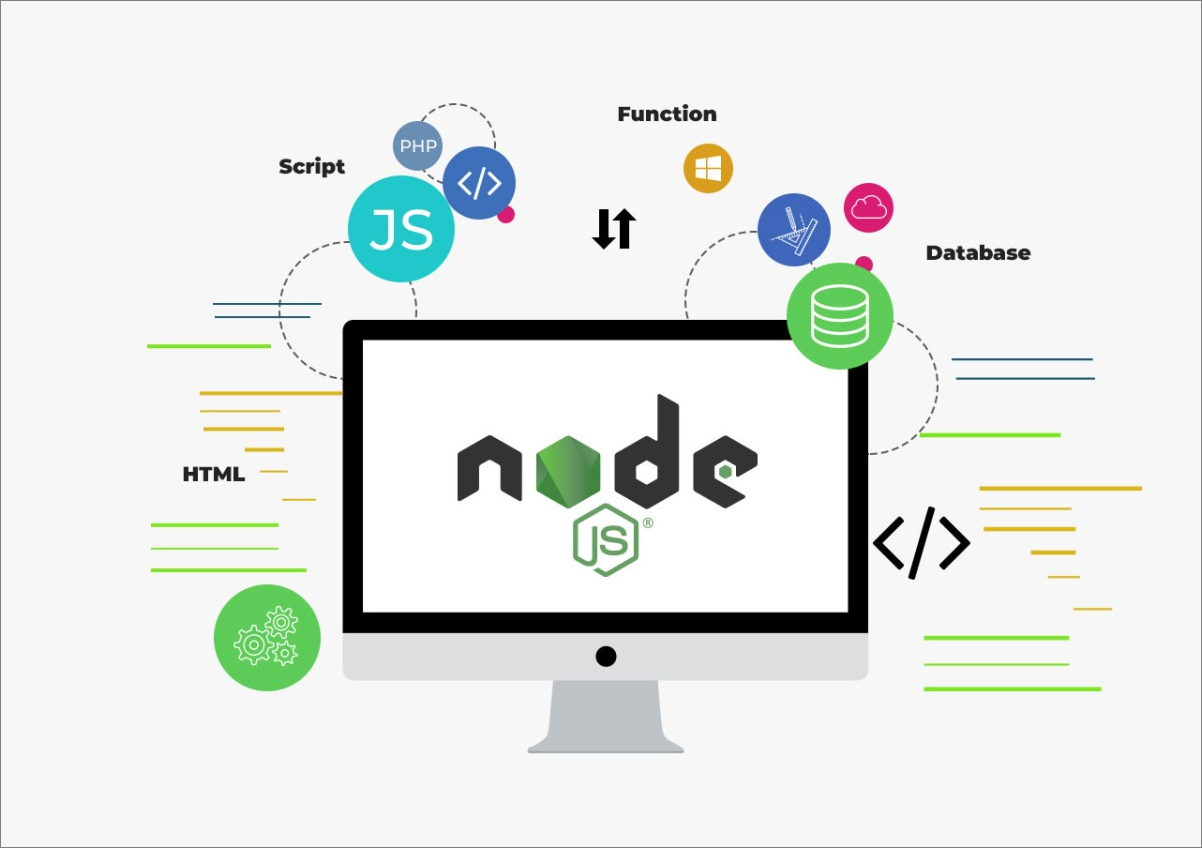 Function
PHP
Script
JS
Database
node
JS®
HTML
</>